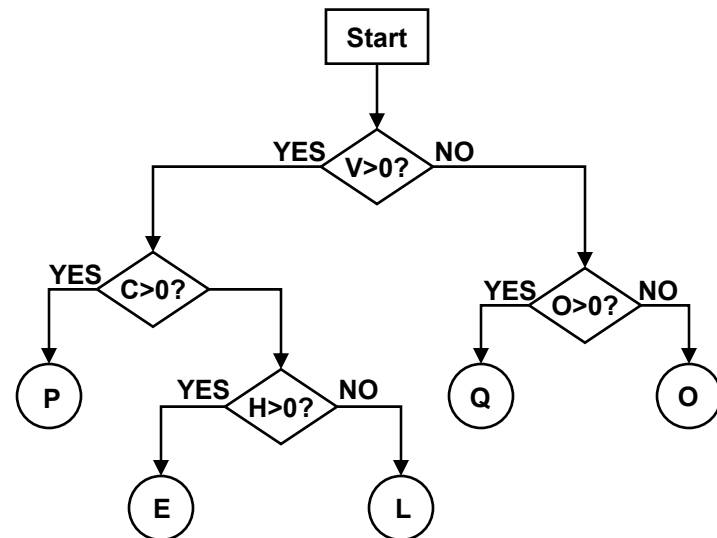 Start
YES
V>0?
NO
YES
C>0?
YES
O>0?
NO
P
YES
H>0?
NO
Q
O
E
L